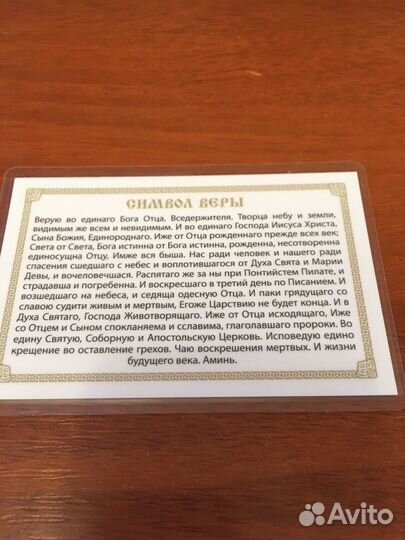 СИМВОЛ ВЕРЫ
Верую во единаго Бога Отца, Вседержителя, Творца небу и земли,
видимым же всем и невидимым. И во единаго Господа Иисуса Христа,
Сына Божия, Единороднаго. Иже от Отца рожденнаго прежде всех век;
Света от Света, Бога истинна от Бога истинна, рожденна, несотворенна
единосущна Отцу, Имже вся быша. Нас ради человек и нашего ради
спасения сшедшаго с небес и воплотившагося от Духа Свята и Марии
Девы, и вочеловечшася. Распятаго же за ны при Понтийстем Пилате, и
страдавша и погребенна. И воскресшаго в третий день по Писанием. И
возшедшаго на небеса, и седяща одесную Отца. И паки грядущаго со
славою судити живым и мертвым, Егоже Царствию не будет конца. И в
Духа Святаго, Господа Животворящаго. Иже от Отца исходящаго, Иже
со Отцем и Сыном спокланяема и сславима, глаголавшаго пророки. Во
едину Святую, Соборную и Апостольскую Церковь. Исповедую едино
крещение во оставление грехов. Чаю воскрешения мертвых. И жизни
будущего века. Аминь.
Avito